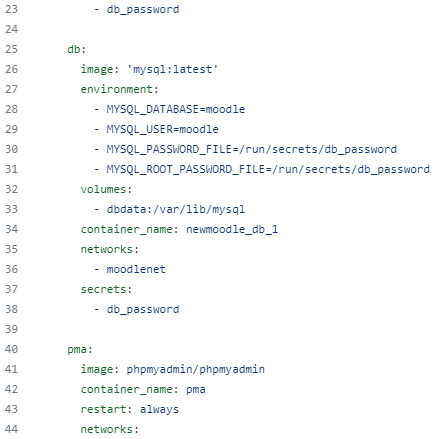 23 - db_password
24
25 db:
26 image: 'mysql:latest'
27 environment:
28 - MYSQL_DATABASE=moodle
29 - MYSQL_USER=moodle
30 - MYSQL_PASSWORD_FILE=/run/secrets/db_password
31 - MYSQL_ROOT_PASSWORD_FILE=/run/secrets/db_password
32 volumes:
33 - dbdata:/var/lib/mysql
34 container_name: newmoodle_db_1
35 networks:
36 - moodlenet
37 secrets:
38 - db_password
39
40 pma:
41 image: phpmyadmin/phpmyadmin
42 container_name: pma
43 restart: always
44 networks: